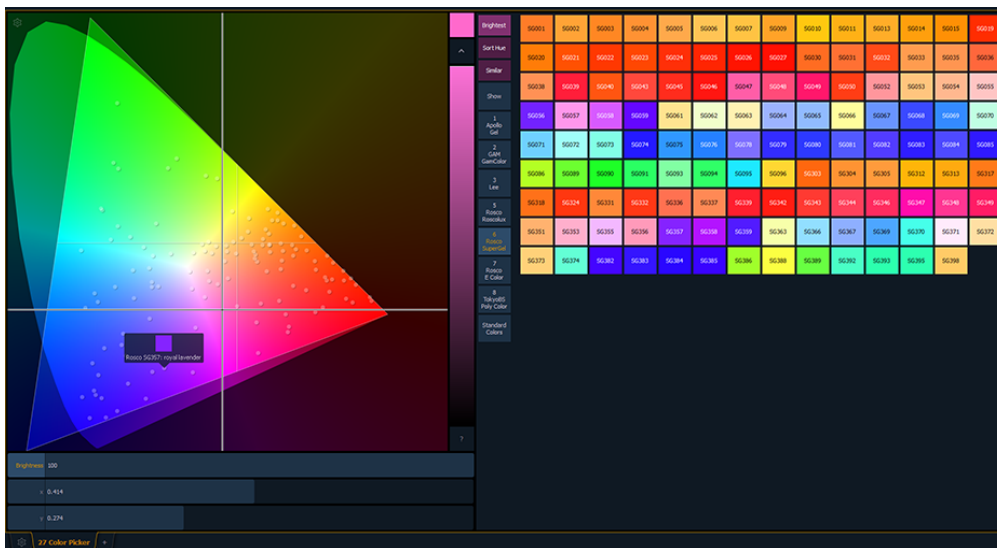 Brightest
Sort Hue
Similar
Show
1
Apollo
Gel
2
GAM
GamColor
3
Lee
5
Rosco
Roscolux
6
Rosco
SuperGel
7
Rosco
E Color
8
TokyoBS
Poly Color
Standard
Colors
?
SG001 SG002 SG003 SG004 SG005 SG006 SG007 SG009 SG010 SG011 SG013 SG014 SG015 SG019
SG020 SG021 SG022 SG023 SG024 SG025 SG026 SG027 SG030 SG031 SG032 SG033 SG035 SG036
SG038 SG039 SG040 SG042 SG045 SG046 SG047 SG048 SG049 SG050 SG052 SG053 SG054 SG055
SG056 SG057 SG058 SG059 SG061 SG062 SG063 SG064 SG065 SG066 SG067 SG068 SG069 SG070
SG071 SG072 SG073 SG074 SG075 SG076 SG078 SG079 SG080 SG081 SG082 SG083 SG084 SG085
SG086 SG089 SG090 SG091 SG093 SG094 SG095 SG096 SG303 SG304 SG305 SG312 SG313 SG317
SG318 SG324 SG331 SG332 SG336 SG337 SG339 SG342 SG343 SG344 SG346 SG347 SG348 SG349
SG351 SG353 SG355 SG356 SG357 SG358 SG359 SG363 SG366 SG367 SG369 SG370 SG371 SG372
SG373 SG374 SG382 SG383 SG384 SG385 SG386 SG388 SG389 SG392 SG393 SG395 SG398
Rosco SG357: royal lavender
Brightness 100
x 0.414
y 0.274
27 Color Picker +